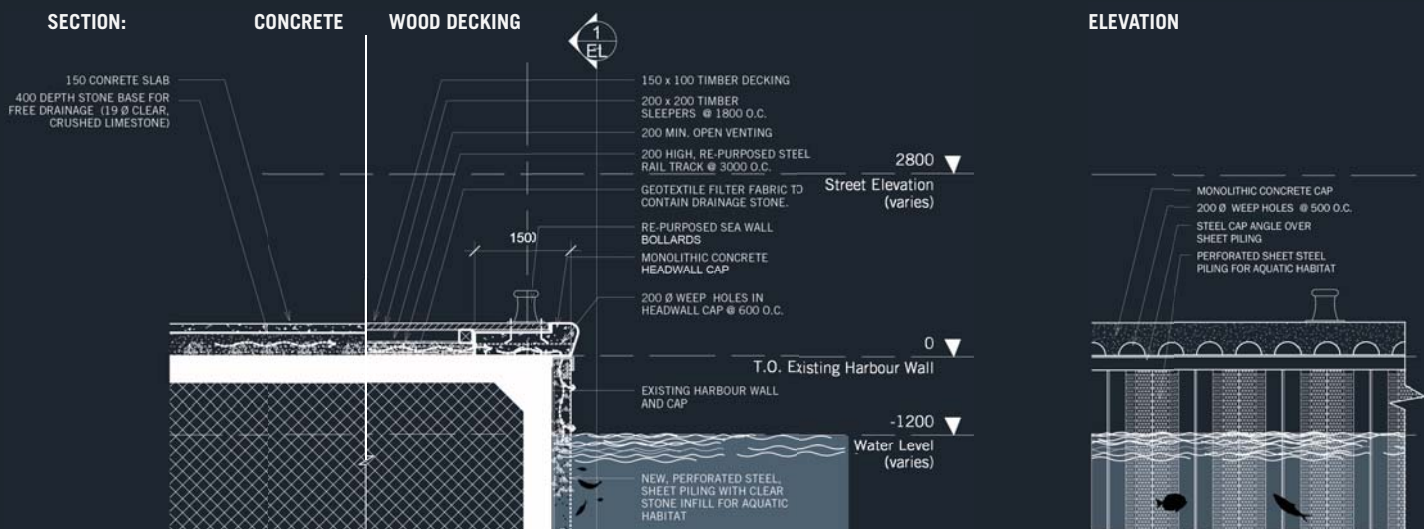 SECTION: CONCRETE WOOD DECKING
ELEVATION
1
EL
150 CONRETE SLAB
400 DEPTH STONE BASE FOR
FREE DRAINAGE (19 Ø CLEAR,
CRUSHED LIMESTONE)
150 x 100 TIMBER DECKING
200 x 200 TIMBER
SLEEPERS @ 1800 O.C.
200 MIN. OPEN VENTING
200 HIGH, RE-PURPOSED STEEL
RAIL TRACK @ 3000 O.C.
GEOTEXTILE FILTER FABRIC TO
CONTAIN DRAINAGE STONE.
RE-PURPOSED SEA WALL
BOLLARDS
MONOLITHIC CONCRETE
HEADWALL CAP
200 Ø WEEP HOLES IN
HEADWALL CAP @ 600 O.C.
EXISTING HARBOUR WALL
AND CAP
NEW, PERFORATED STEEL,
SHEET PILING WITH CLEAR
STONE INFILL FOR AQUATIC
HABITAT
1500
2800
Street Elevation
(varies)
0
T.O. Existing Harbour Wall
-1200
Water Level
(varies)
MONOLITHIC CONCRETE CAP
200 Ø WEEP HOLES @ 500 O.C.
STEEL CAP ANGLE OVER
SHEET PILING
PERFORATED SHEET STEEL
PILING FOR AQUATIC HABITAT